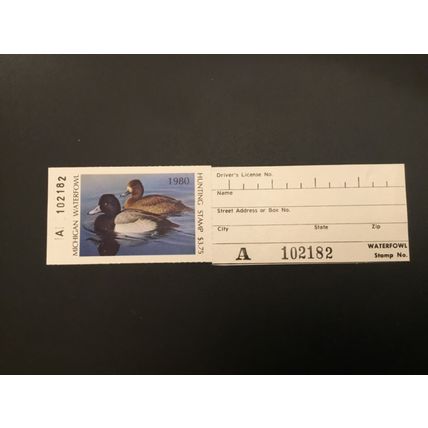 A 102182
MICHIGAN WATERFOWL
1980
HUNTING STAMP $3.75
Driver's License No.
Name
Street Address or Box No.
City State Zip
A 102182
WATERFOWL
Stamp No.